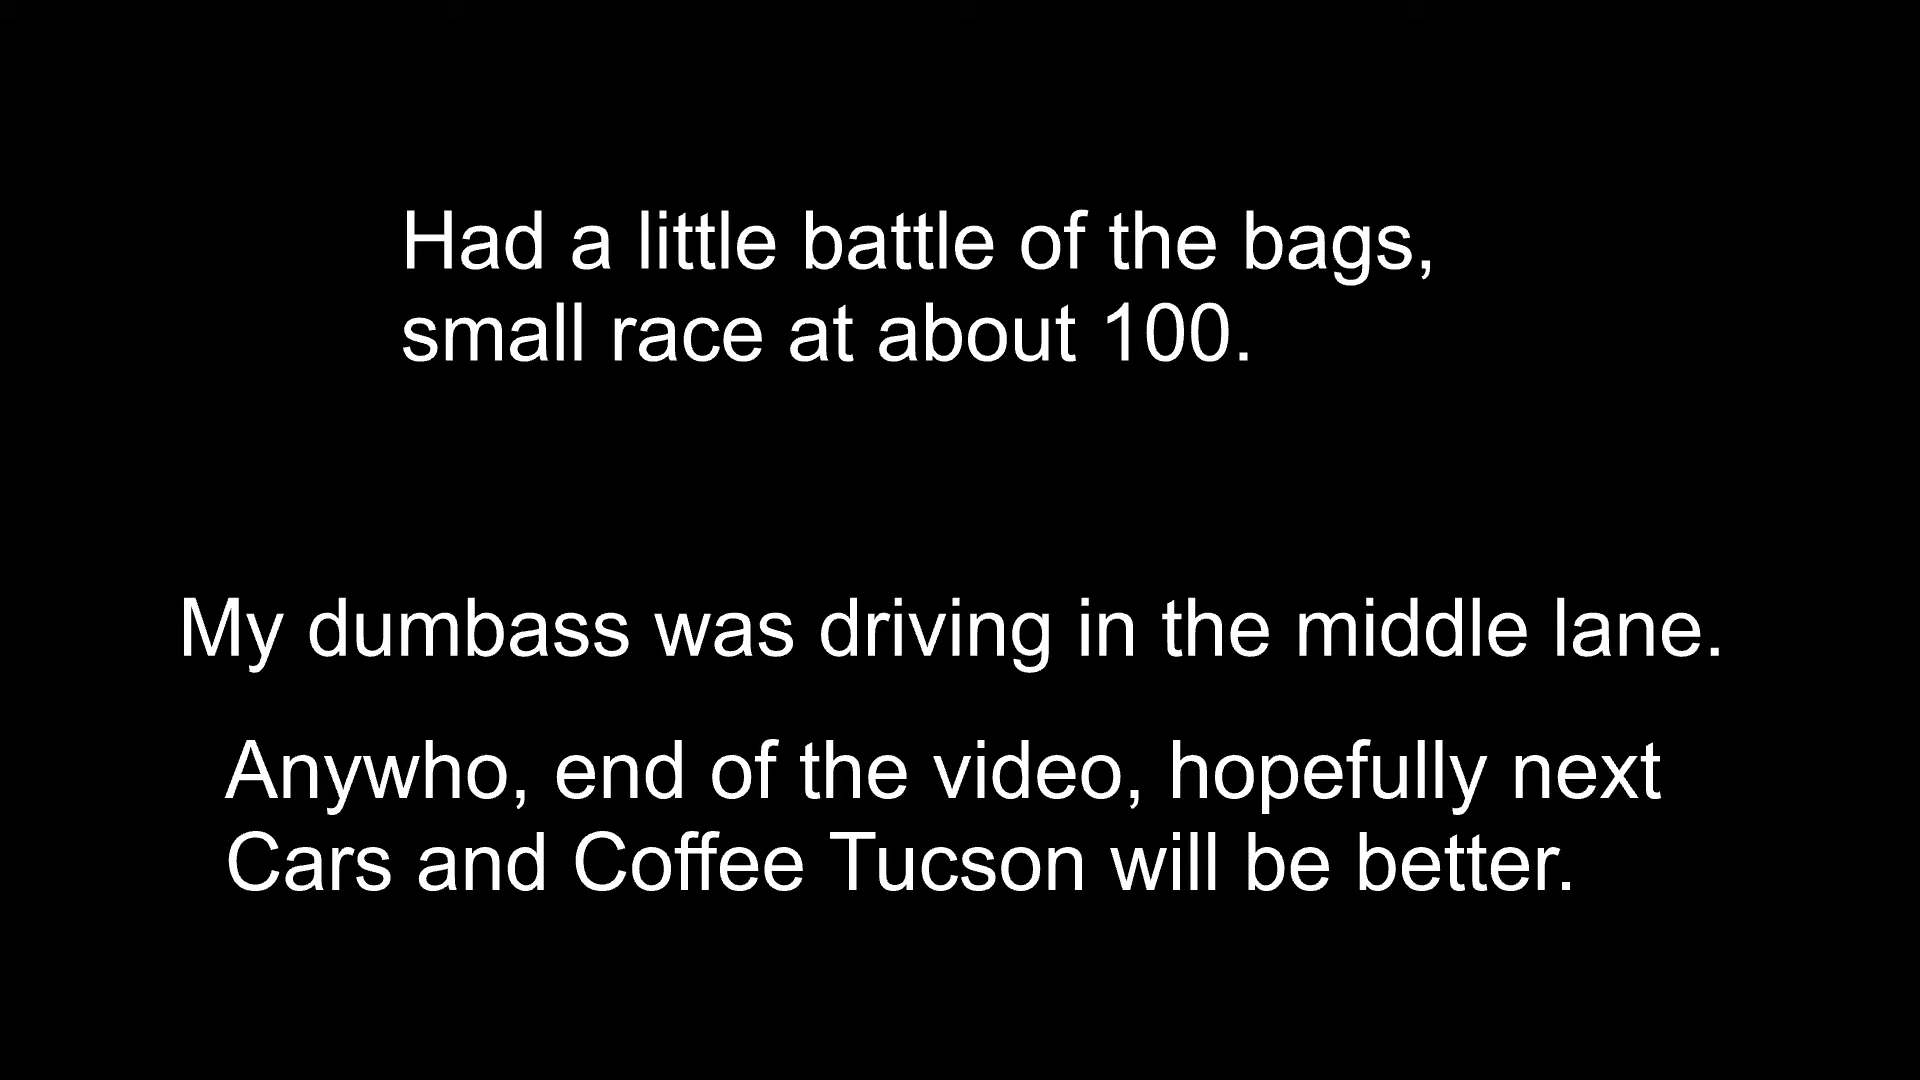 Had a little battle of the bags,
small race at about 100.
My dumbass was driving in the middle lane.
Anywho, end of the video, hopefully next
Cars and Coffee Tucson will be better.